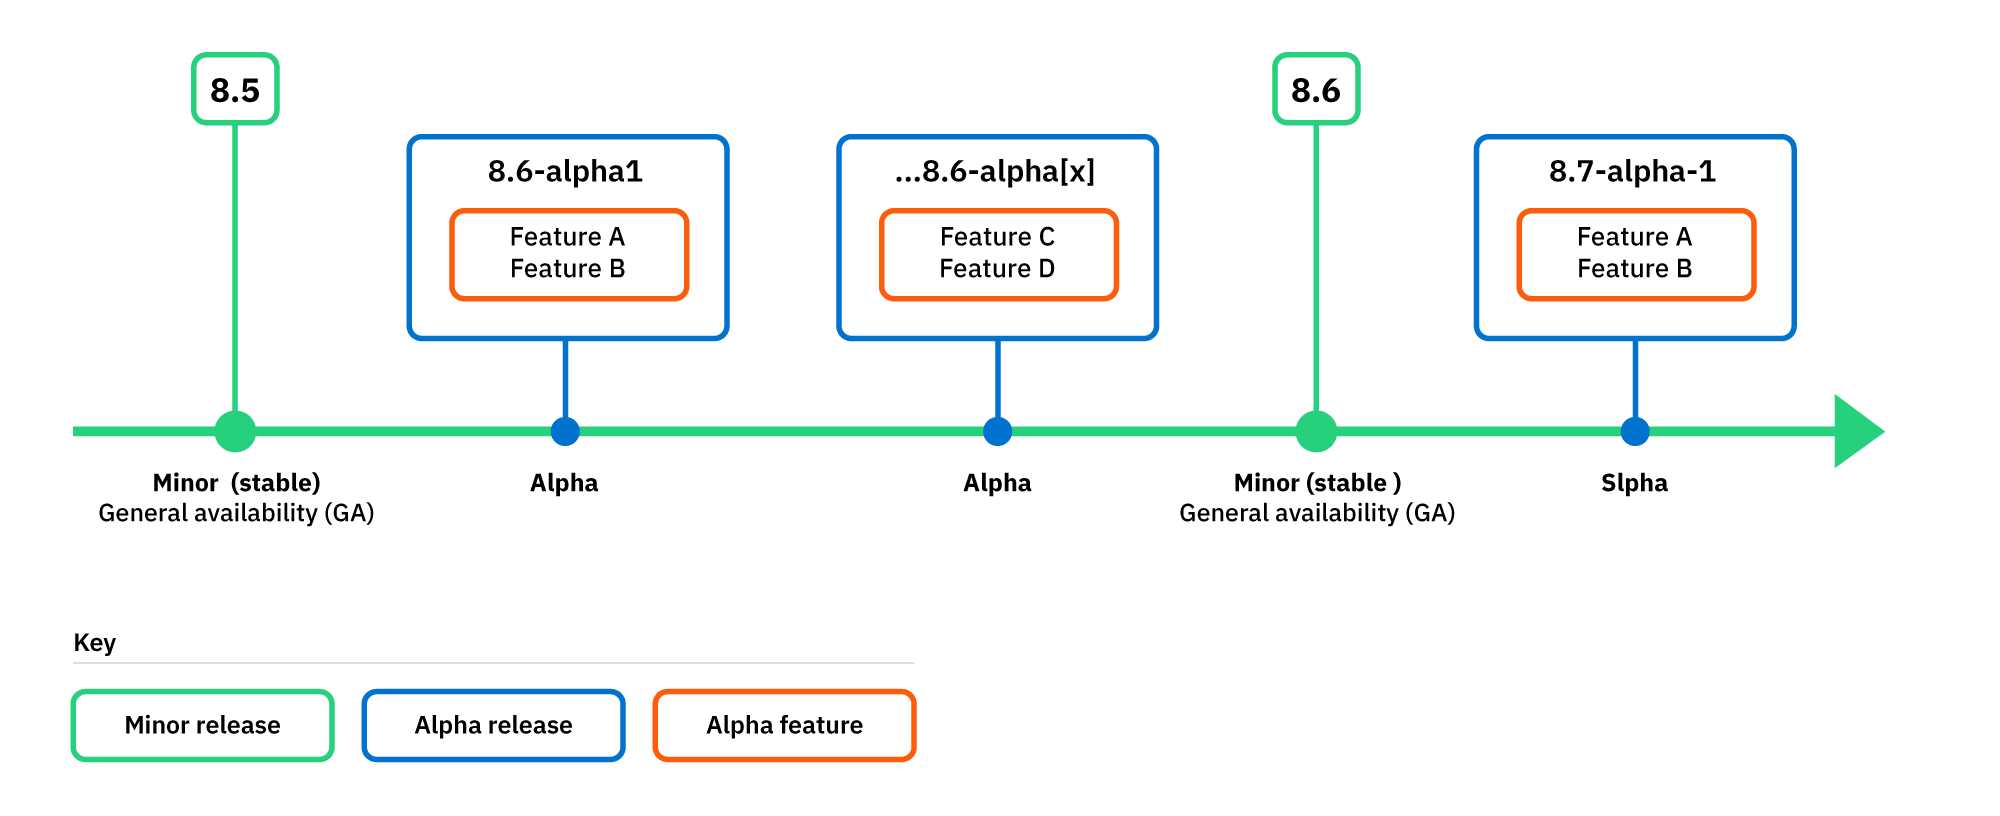 8.5
8.6
8.6-alpha1
Feature A
Feature B
...8.6-alpha[x]
Feature C
Feature D
8.7-alpha-1
Feature A
Feature B
Minor (stable)
General availability (GA)
Alpha
Alpha
Minor (stable )
General availability (GA)
Slpha
Key
Minor release
Alpha release
Alpha feature